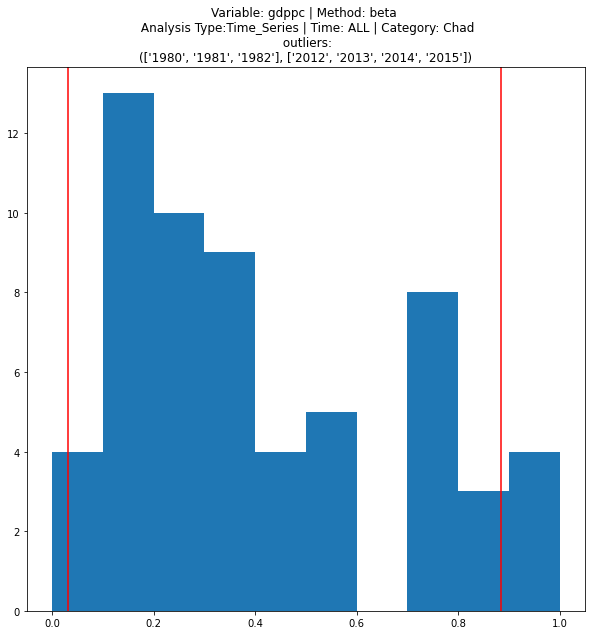 Variable: gdppc | Method: beta
Analysis Type:Time_Series | Time: ALL | Category: Chad
outliers:
(['1980', '1981', '1982'], ['2012', '2013', '2014', '2015'])
12
10
8
6
4
2
0
0.0 0.2 0.4 0.6 0.8 1.0